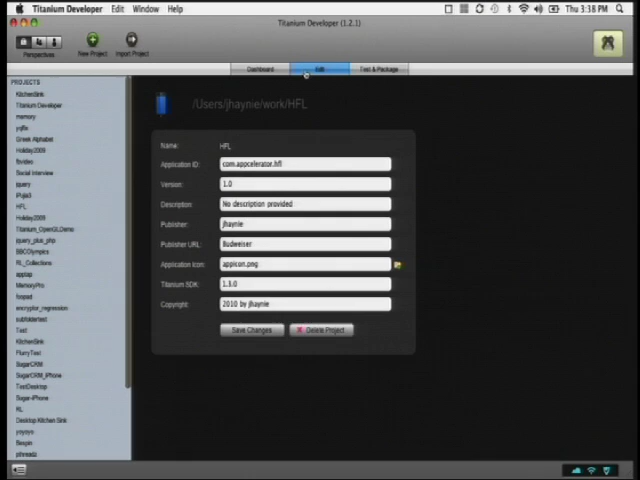 Titanium Developer Edit Window Help
Thu 3:38 PM
Titanium Developer (1.2.1)
Perspectives
New Project
Import Project
Dashboard
Edit
Test & Package
PROJECTS
KitchenSink
Titanium Developer
memory
yqlfix
Greek Alphabet
Holiday2009
fbvideo
Social Interview
jquery
HFL
Holiday2009
Titanium_OpenGLDemo
jquery_plus_php
BBCOlympics
RL_Collections
apptap
MemoryPro
foopad
encryptor_regression
subfoldertest
Test
KitchenSink
FlurryTest
SugarCRM
SugarCRM_iPhone
TestDesktop
Sugar-iPhone
RL
Desktop Kitchen Sink
yoyoyo
Bespin
pthreadz
/Users/jhaynie/work/HFL
Name: HFL
Application ID: com.appcelerator.hfl
Version: 1.0
Description: No description provided
Publisher: jhaynie
Publisher URL: Budweiser
Application Icon: appicon.png
Titanium SDK: 1.3.0
Copyright: 2010 by jhaynie
Save Changes
Delete Project